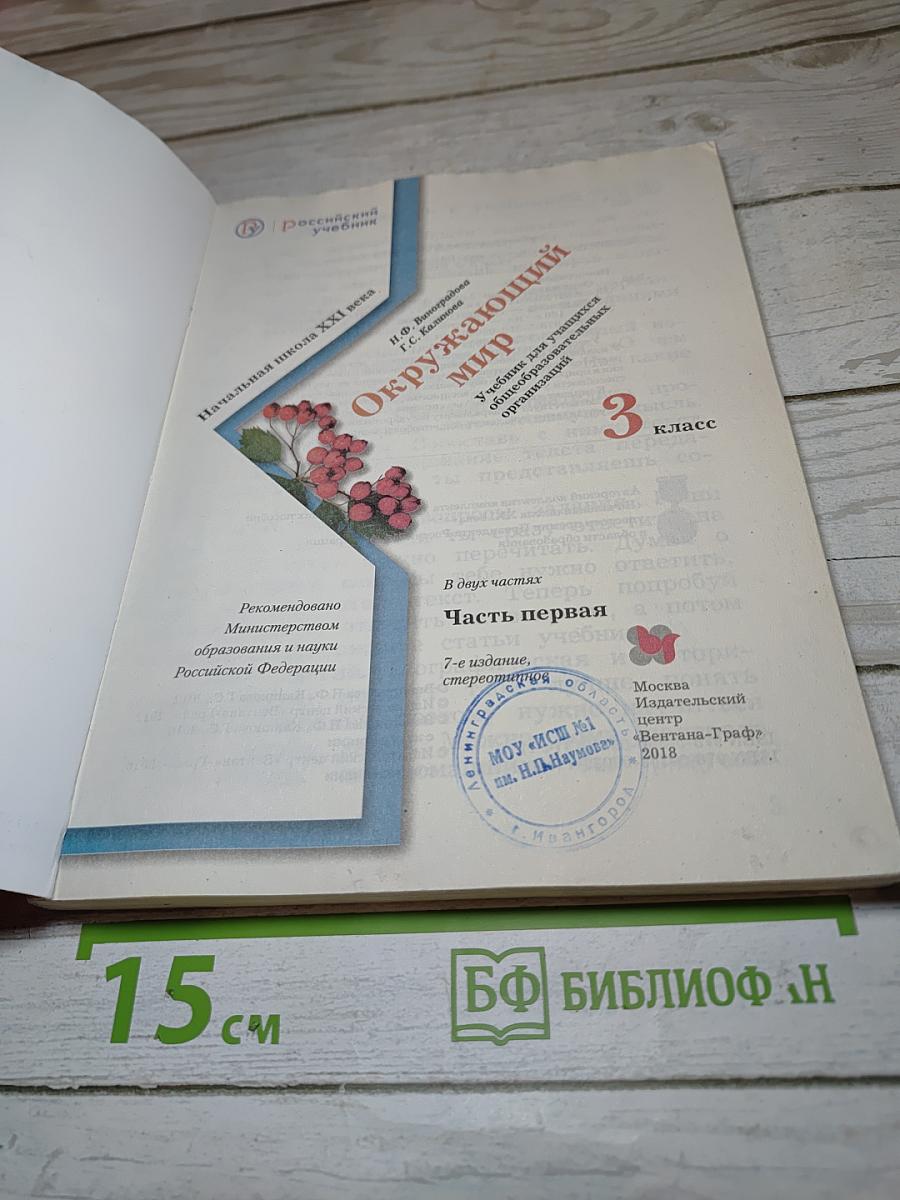 Российский
учебник
Начальная школа XXI века
Н.Ф. Виноградова
Г.С. Калинова
Окружающий
мир
Учебник для учащихся
общеобразовательных
организаций
3 класс
Рекомендовано
Министерством
образования и науки
Российской Федерации
В двух частях
Часть первая
7-е издание,
стереотипное
Москва
Издательский
центр
«Вентана-Граф»
2018
Ленинградская область
МОУ «ИСШ №1
им. Н.П.Наумова»
г. Ивангород
15 см
БФ БИБЛИОФАН